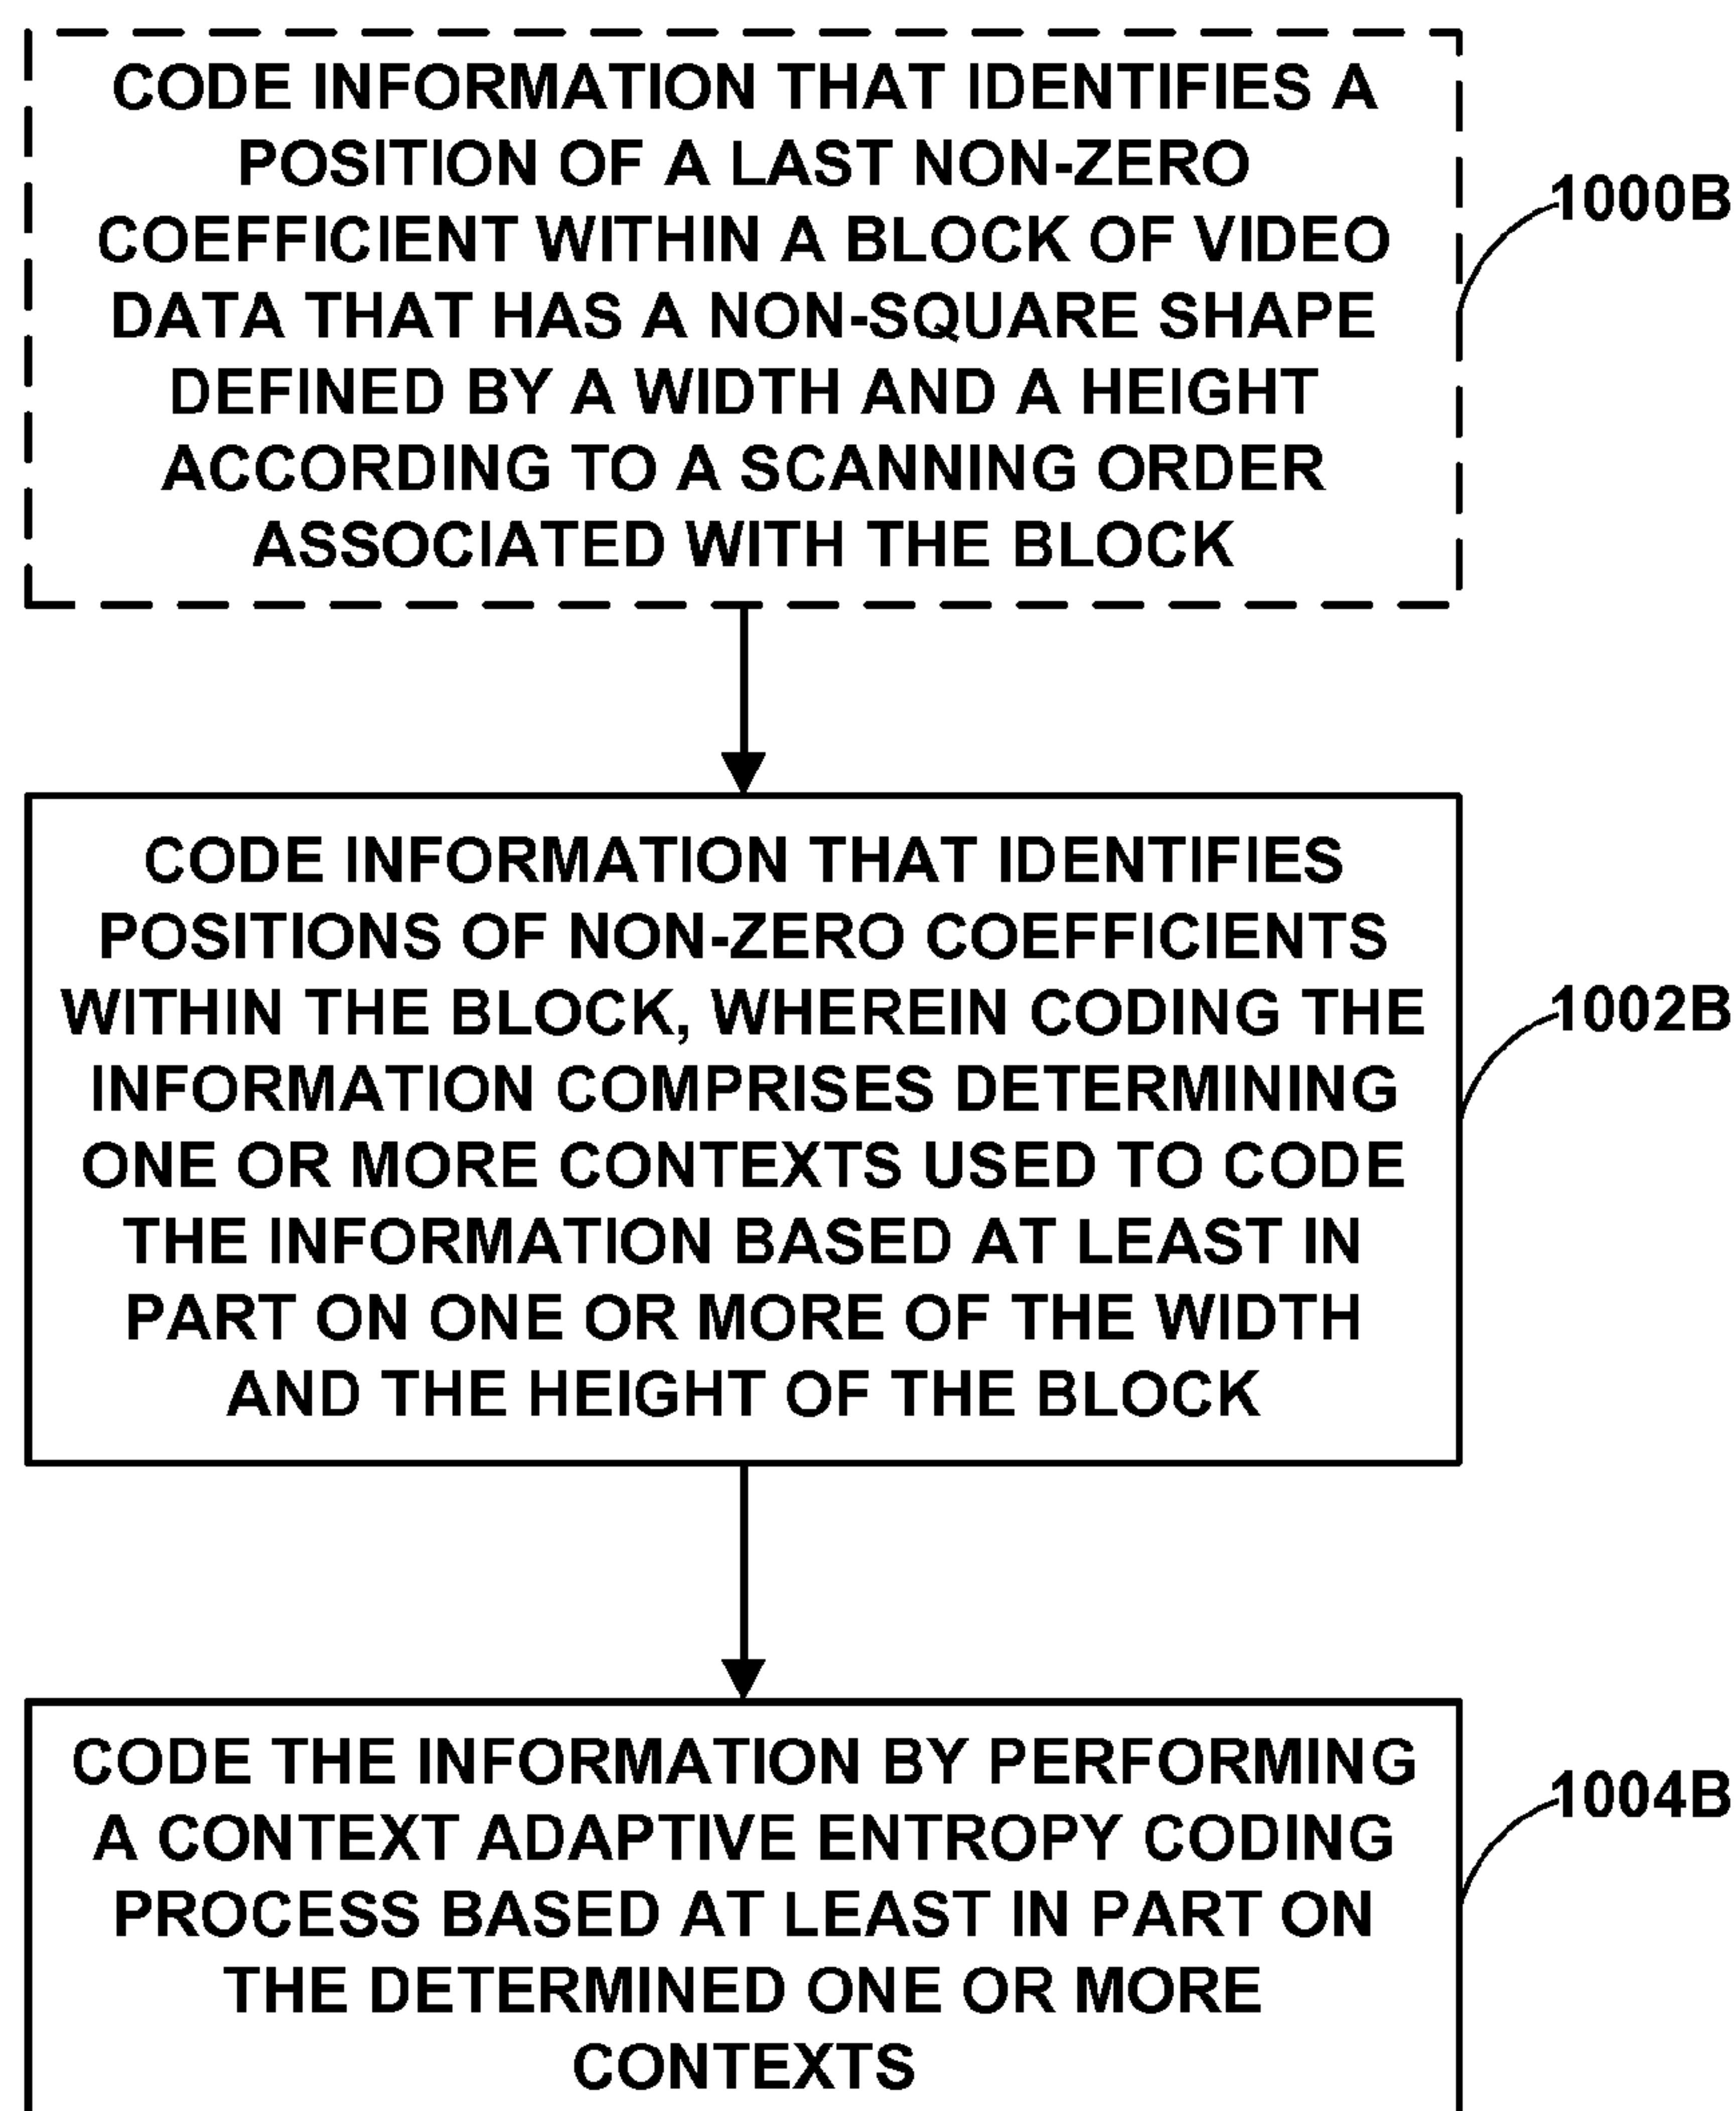 CODE INFORMATION THAT IDENTIFIES A
POSITION OF A LAST NON-ZERO
COEFFICIENT WITHIN A BLOCK OF VIDEO
DATA THAT HAS A NON-SQUARE SHAPE
DEFINED BY A WIDTH AND A HEIGHT
ACCORDING TO A SCANNING ORDER
ASSOCIATED WITH THE BLOCK
1000B
CODE INFORMATION THAT IDENTIFIES
POSITIONS OF NON-ZERO COEFFICIENTS
WITHIN THE BLOCK, WHEREIN CODING THE
INFORMATION COMPRISES DETERMINING
ONE OR MORE CONTEXTS USED TO CODE
THE INFORMATION BASED AT LEAST IN
PART ON ONE OR MORE OF THE WIDTH
AND THE HEIGHT OF THE BLOCK
1002B
CODE THE INFORMATION BY PERFORMING
A CONTEXT ADAPTIVE ENTROPY CODING
PROCESS BASED AT LEAST IN PART ON
THE DETERMINED ONE OR MORE
CONTEXTS
1004B